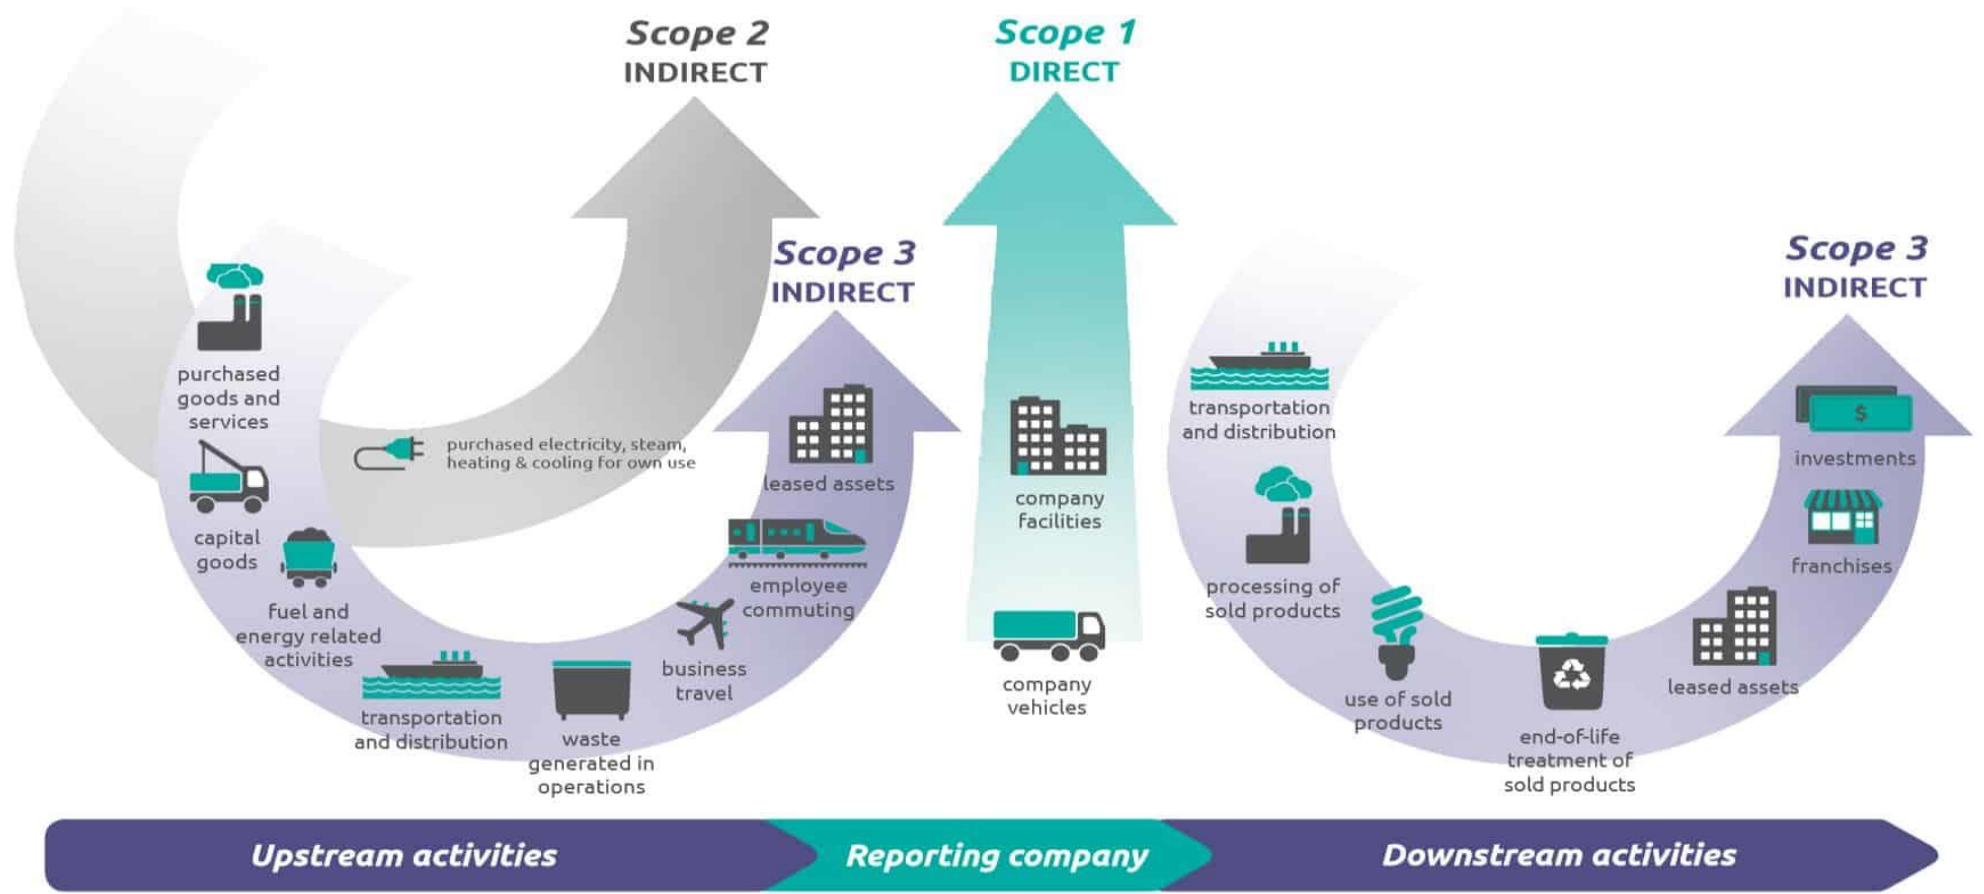 Scope 2
INDIRECT
Scope 1
DIRECT
Scope 3
INDIRECT
Scope 3
INDIRECT
purchased
goods and
services
capital
goods
fuel and
energy related
activities
transportation
and distribution
waste
generated in
operations
business
travel
employee
commuting
leased assets
purchased electricity, steam,
heating & cooling for own use
company
facilities
company
vehicles
transportation
and distribution
processing of
sold products
use of sold
products
end-of-life
treatment of
sold products
leased assets
franchises
$
investments
Upstream activities
Reporting company
Downstream activities